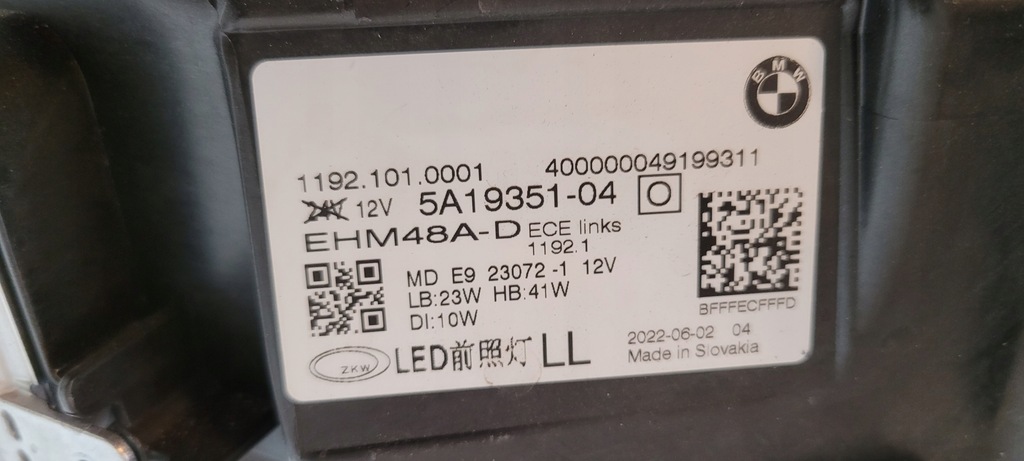 BMW
1192.101.0001 400000049199311
24V 12V 5A19351-04 O
EHM48A-D ECE links
1192.1
MD E9 23072-1 12V
LB:23W HB:41W
DI:10W
BFFFECFFFD
2022-06-02 04
Made in Slovakia
ZKW LED前照灯 LL